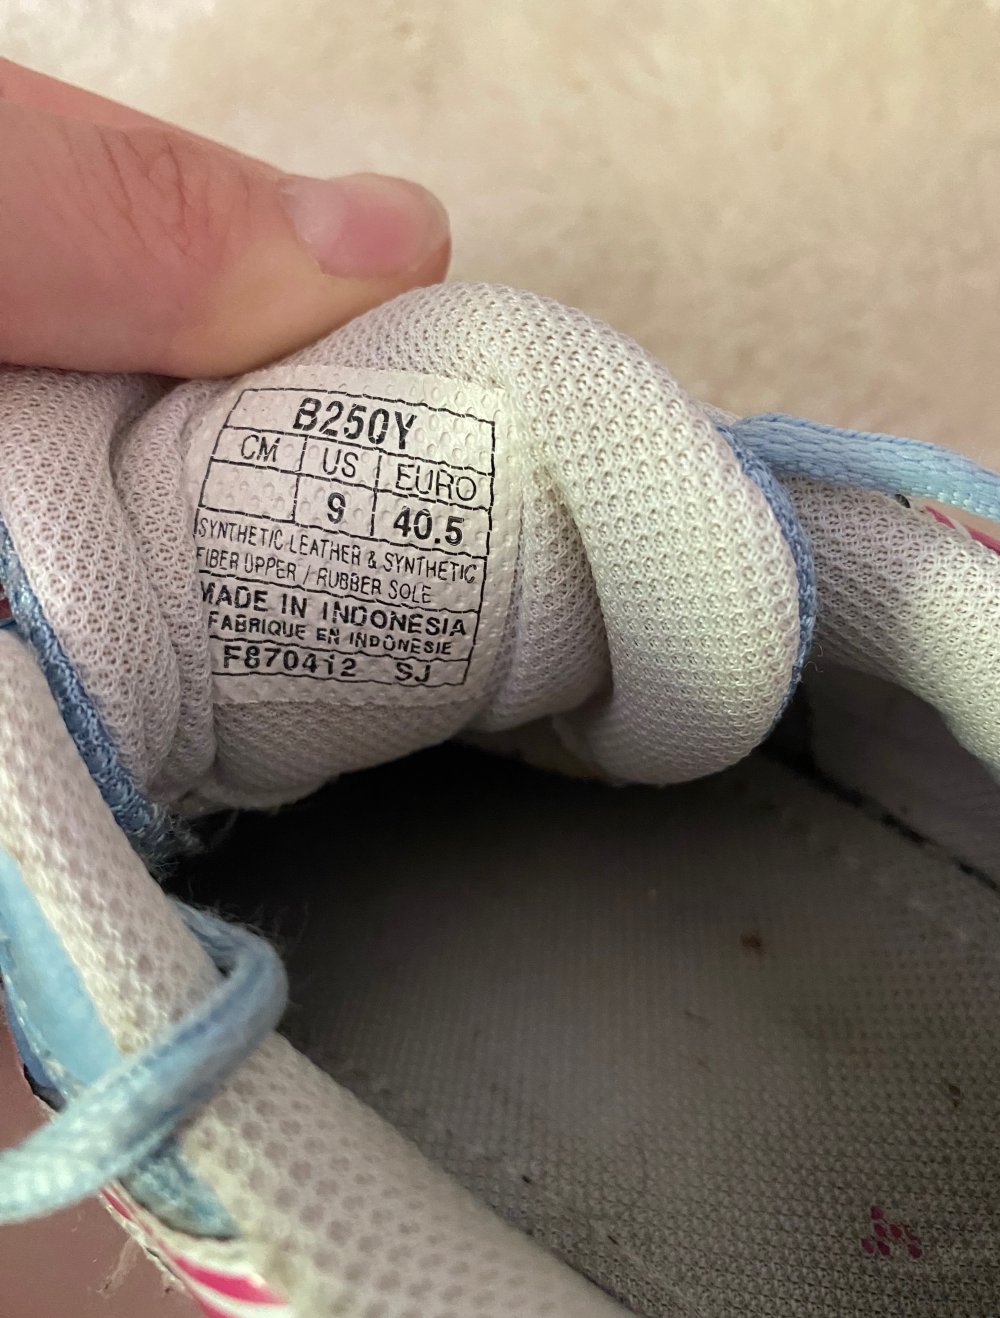 B250Y
CM US EURO
9 40.5
SYNTHETIC LEATHER & SYNTHETIC
FIBER UPPER / RUBBER SOLE
MADE IN INDONESIA
FABRIQUE EN INDONESIE
F870412 SJ